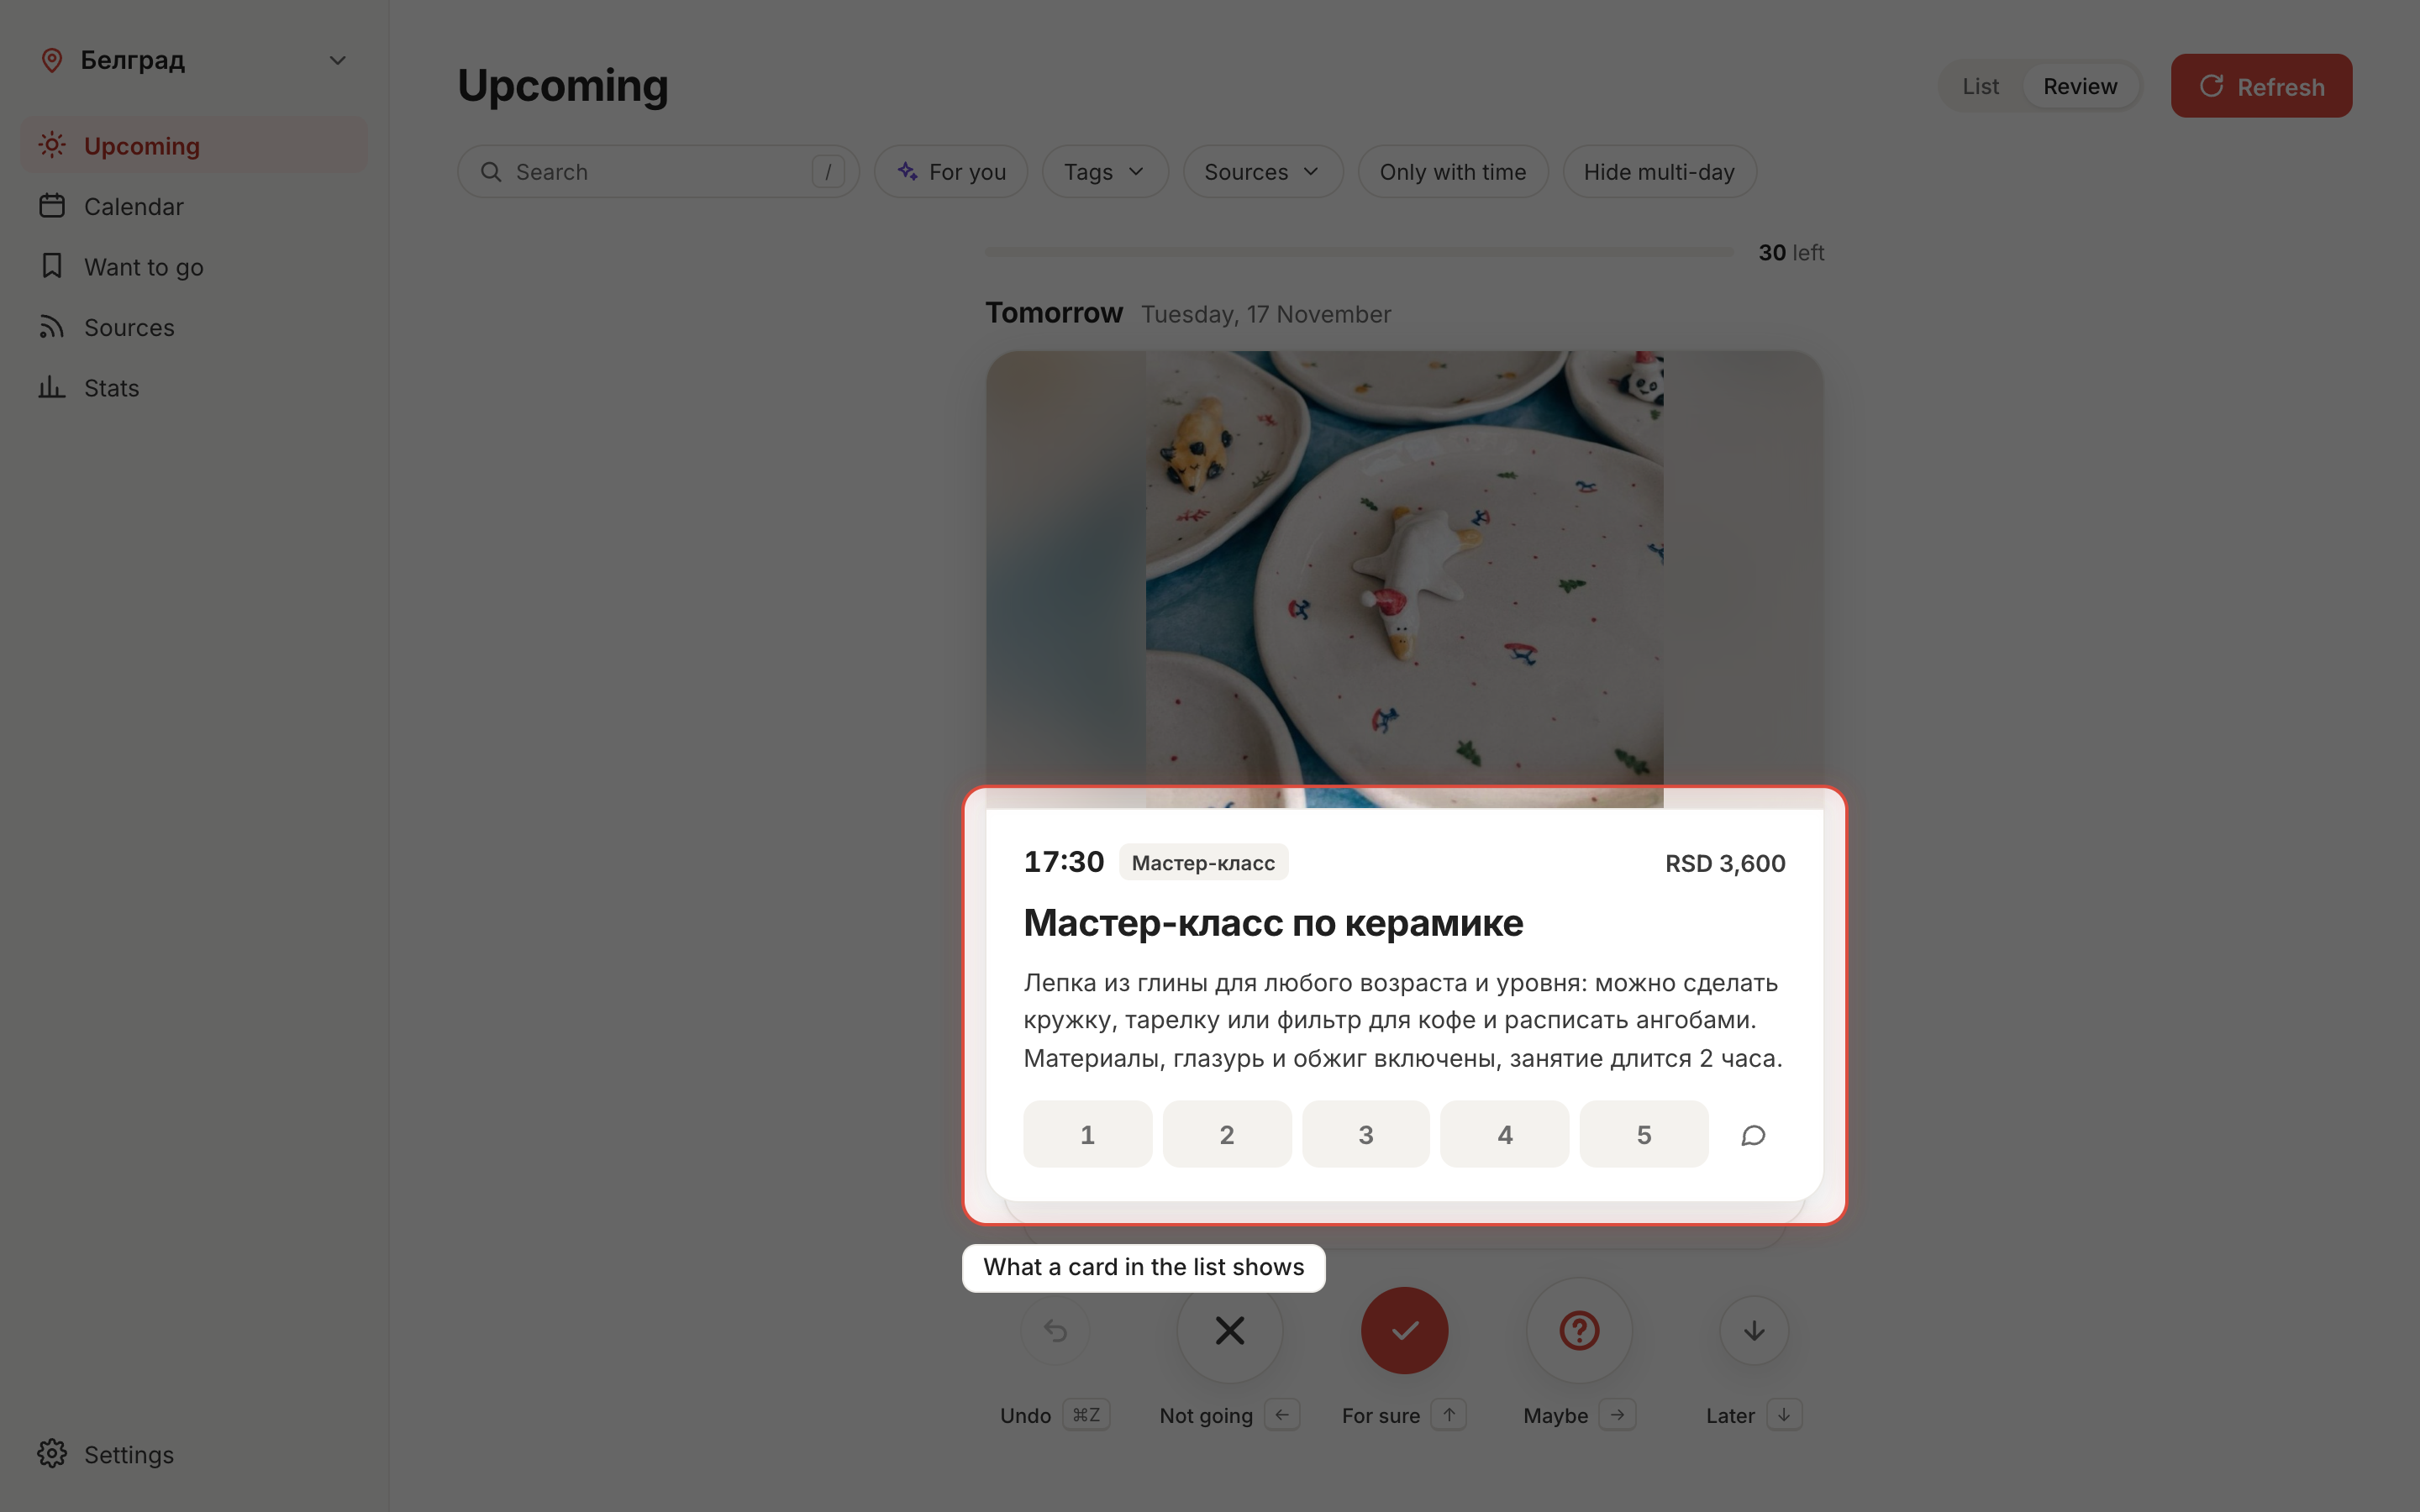 Белград
Upcoming
Calendar
Want to go
Sources
Stats
Settings
Upcoming
List
Review
Refresh
Search
/
For you
Tags
Sources
Only with time
Hide multi-day
30 left
Tomorrow Tuesday, 17 November
17:30 Мастер-класс RSD 3,600
Мастер-класс по керамике
Лепка из глины для любого возраста и уровня: можно сделать
кружку, тарелку или фильтр для кофе и расписать ангобами.
Материалы, глазурь и обжиг включены, занятие длится 2 часа.
1 2 3 4 5
What a card in the list shows
Undo ⌘Z Not going ← For sure ↑ Maybe → Later ↓